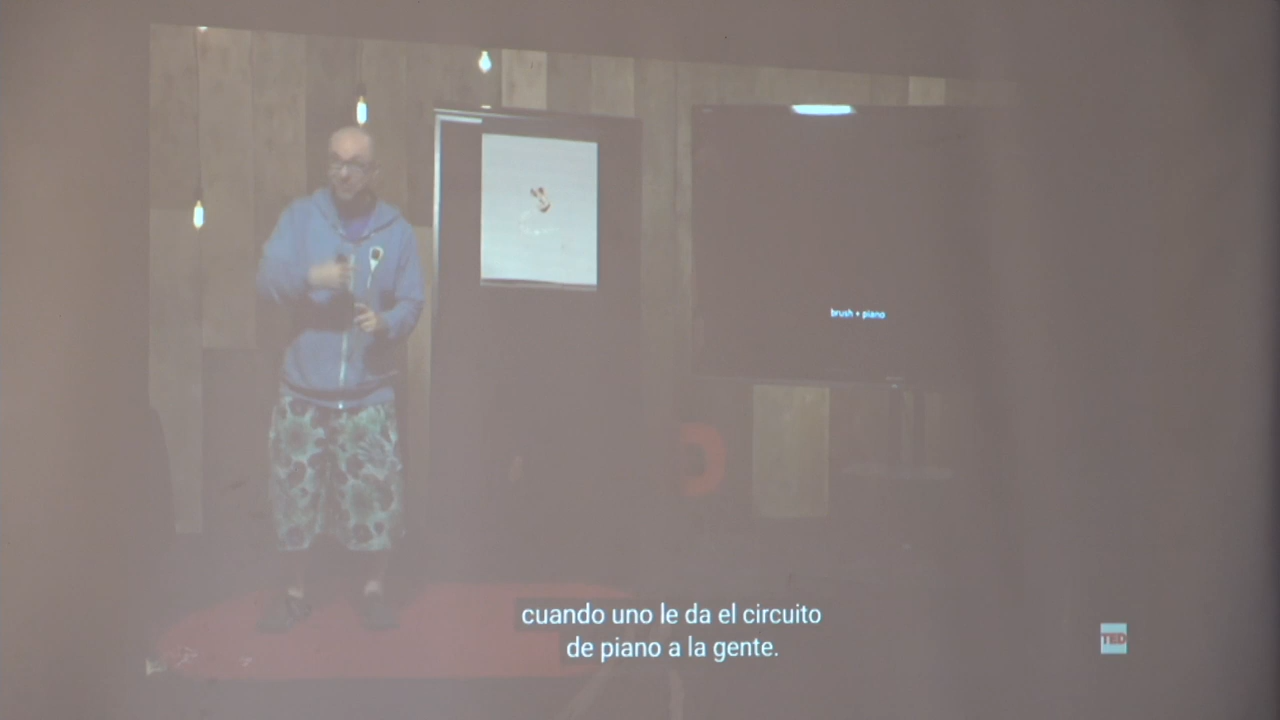 brush • piano
cuando uno le da el circuito
de piano a la gente.
TED